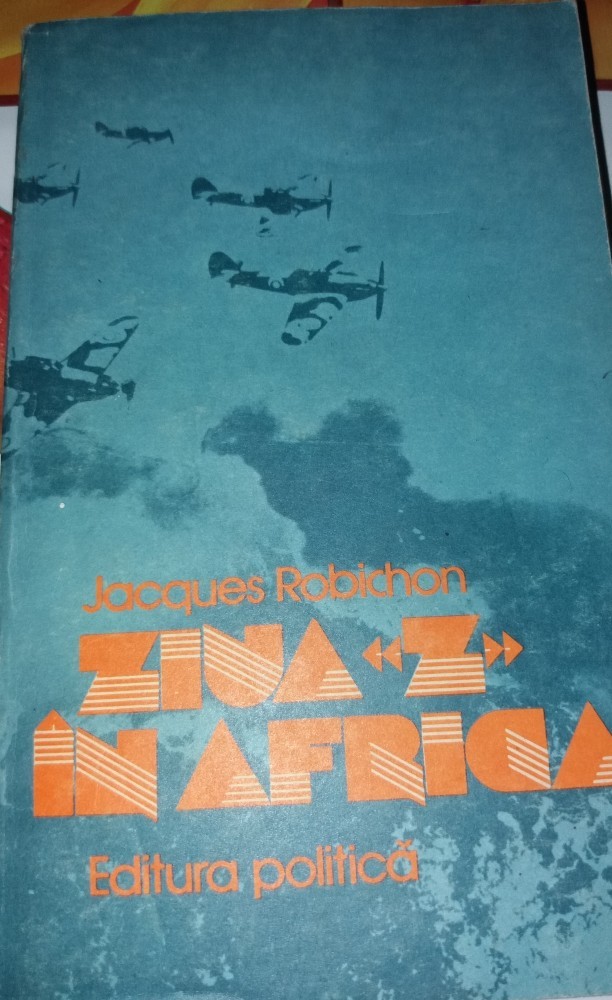 Jacques Robichon
ZIUA «Z»
ÎN AFRICA
Editura politică